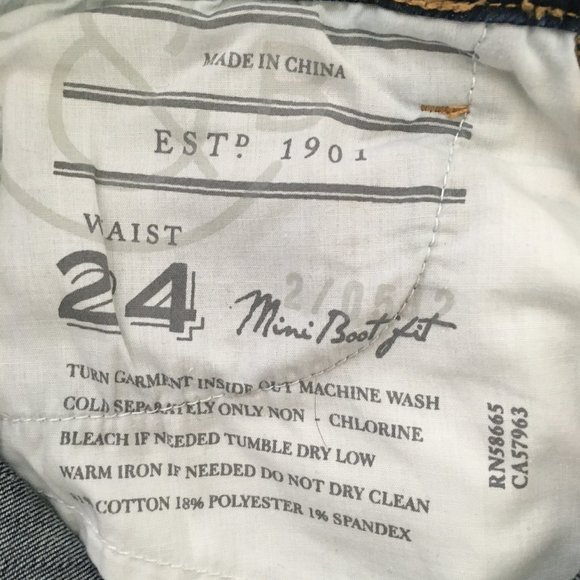 MADE IN CHINA
ESTD. 1901
WAIST
24
Mini Boot fit
TURN GARMENT INSIDE OUT MACHINE WASH
COLD SEPARATELY ONLY NON - CHLORINE
BLEACH IF NEEDED TUMBLE DRY LOW
WARM IRON IF NEEDED DO NOT DRY CLEAN
COTTON 18% POLYESTER 1% SPANDEX
RN58665
CA57963